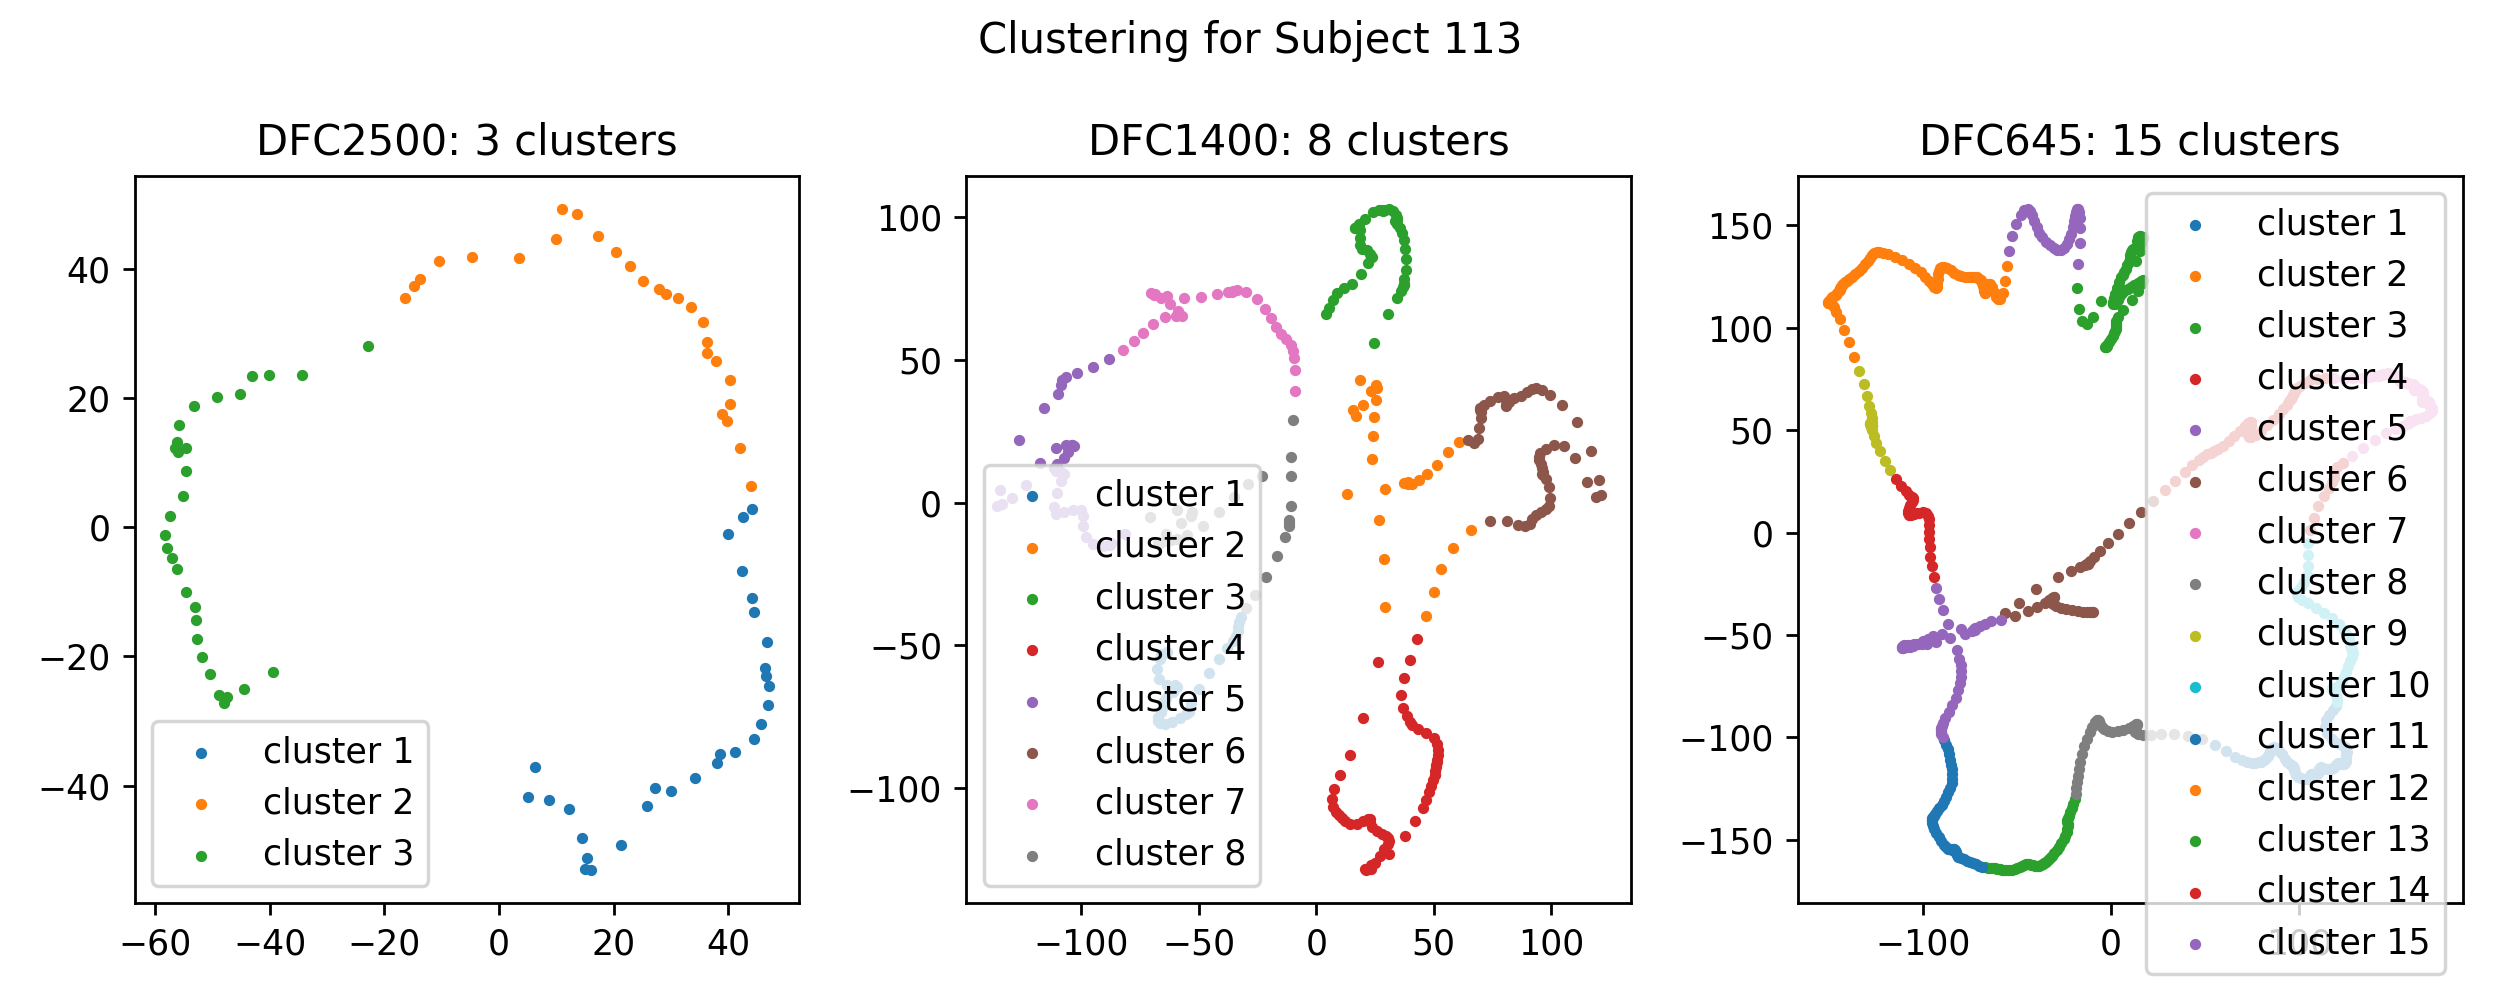 Clustering for Subject 113
DFC2500: 3 clusters
40
20
0
−20
−40
−60
−40
−20
0
20
40
cluster 1
cluster 2
cluster 3
DFC1400: 8 clusters
100
50
0
−50
−100
−100
−50
0
50
100
cluster 1
cluster 2
cluster 3
cluster 4
cluster 5
cluster 6
cluster 7
cluster 8
DFC645: 15 clusters
150
100
50
0
−50
−100
−150
−100
0
100
cluster 1
cluster 2
cluster 3
cluster 4
cluster 5
cluster 6
cluster 7
cluster 8
cluster 9
cluster 10
cluster 11
cluster 12
cluster 13
cluster 14
cluster 15